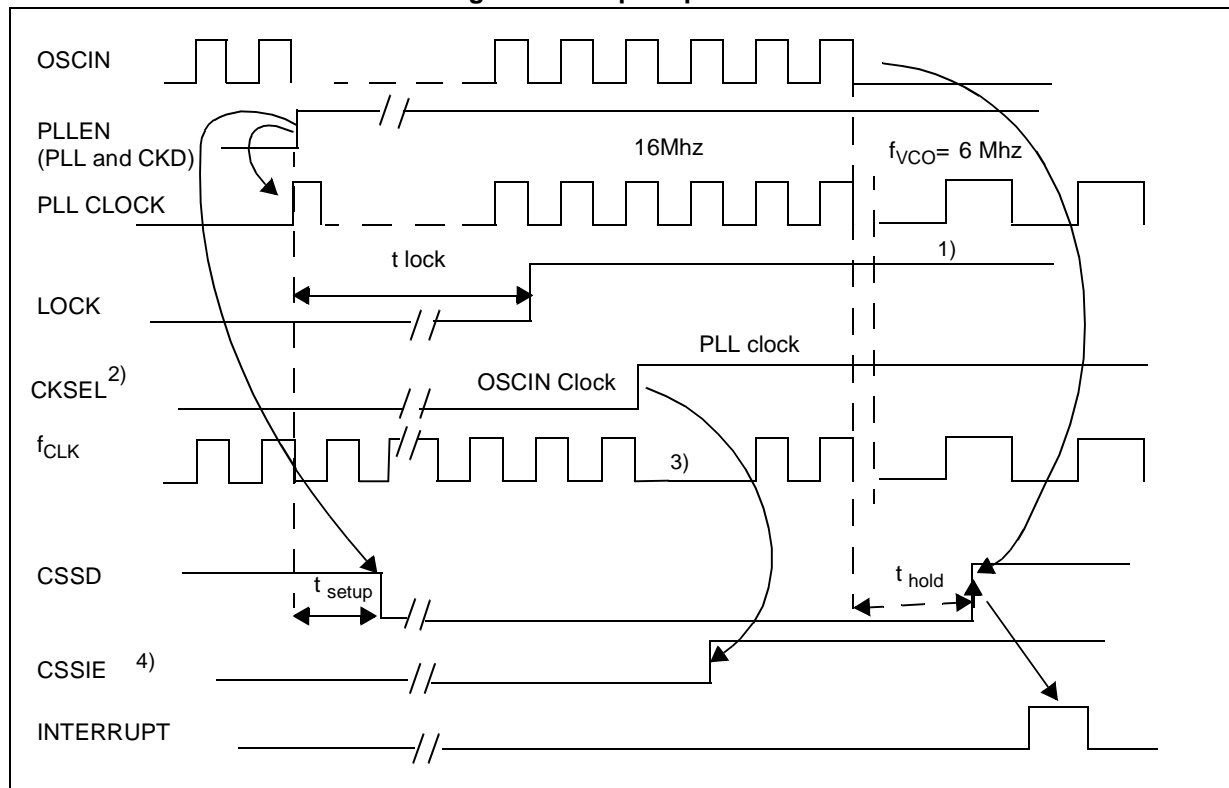 OSCIN
PLLEN
(PLL and CKD)
16Mhz
fVCO= 6 Mhz
PLL CLOCK
t lock
1)
LOCK
PLL clock
CKSEL2)
OSCIN Clock
fCLK
3)
CSSD
t setup
t hold
CSSIE 4)
INTERRUPT